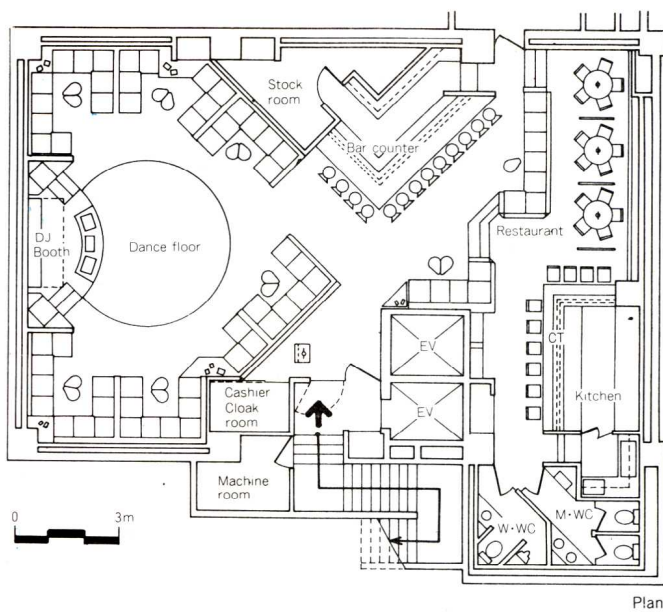 Stock
room
Bar counter
Restaurant
DJ
Booth
Dance floor
EV
CT
Cashier
Cloak
room
EV
Kitchen
Machine
room
0
3m
W·WC
M·WC
Plan